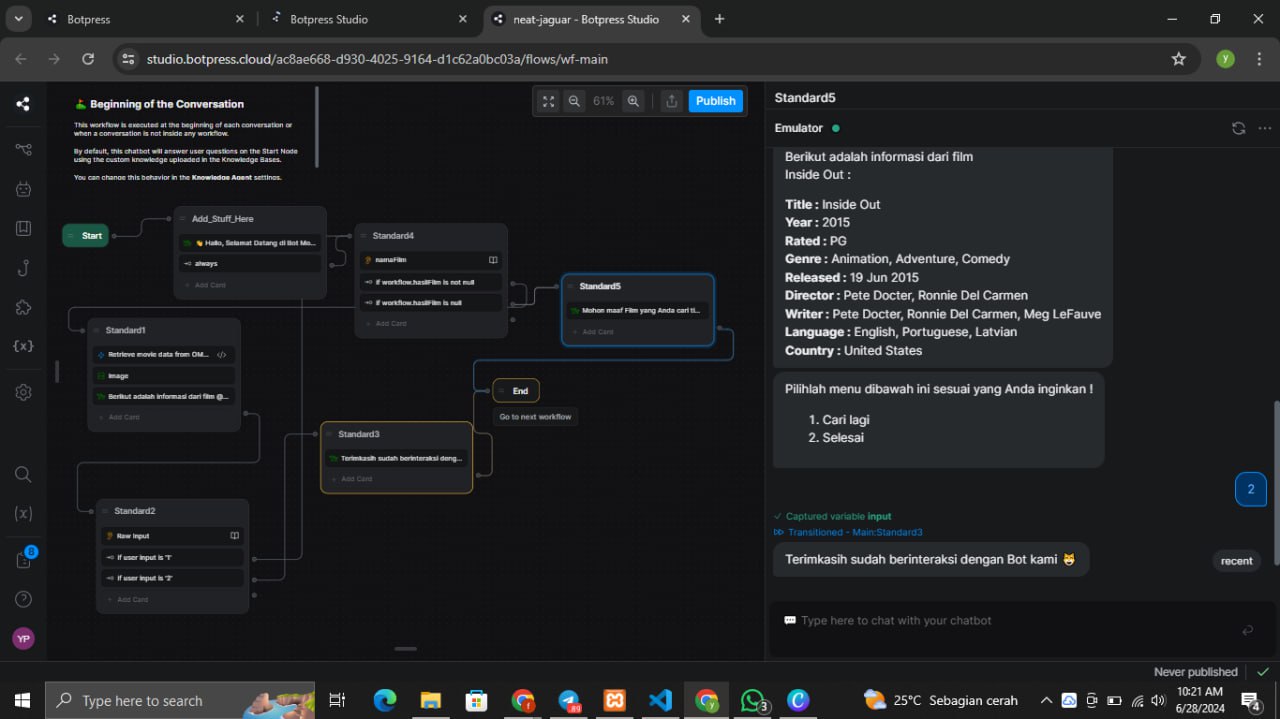 Botpress
Botpress Studio
neat-jaguar - Botpress Studio
studio.botpress.cloud/ac8ae668-d930-4025-9164-d1c62a0bc03a/flows/wf-main
y
Beginning of the Conversation
This workflow is executed at the beginning of each conversation or
when a conversation is not inside any workflow.
By default, this chatbot will answer user questions on the Start Node
using the custom knowledge uploaded in the Knowledge Bases.
You can change this behavior in the Knowledge Agent settings.
61%
Publish
Start
Add_Stuff_Here
👋 Hallo, Selamat Datang di Bot Mo...
always
Add Card
Standard4
namaFilm
if workflow.hasilFilm is not null
if workflow.hasilFilm is null
Add Card
Standard5
Mohon maaf Film yang Anda cari ti...
Add Card
Standard1
Retrieve movie data from OM...
Image
Berikut adalah informasi dari film @...
Add Card
End
Go to next workflow
Standard3
Terimkasih sudah berinteraksi deng...
Add Card
Standard2
Raw Input
if user input is '1'
if user input is '2'
Add Card
8
YP
Standard5
Emulator
Berikut adalah informasi dari film
Inside Out :
Title : Inside Out
Year : 2015
Rated : PG
Genre : Animation, Adventure, Comedy
Released : 19 Jun 2015
Director : Pete Docter, Ronnie Del Carmen
Writer : Pete Docter, Ronnie Del Carmen, Meg LeFauve
Language : English, Portuguese, Latvian
Country : United States
Pilihlah menu dibawah ini sesuai yang Anda inginkan !
1. Cari lagi
2. Selesai
2
Captured variable input
Transitioned - Main:Standard3
Terimkasih sudah berinteraksi dengan Bot kami 😸
recent
Type here to chat with your chatbot
Never published
Type here to search
3
25°C Sebagian cerah
10:21 AM
6/28/2024
4